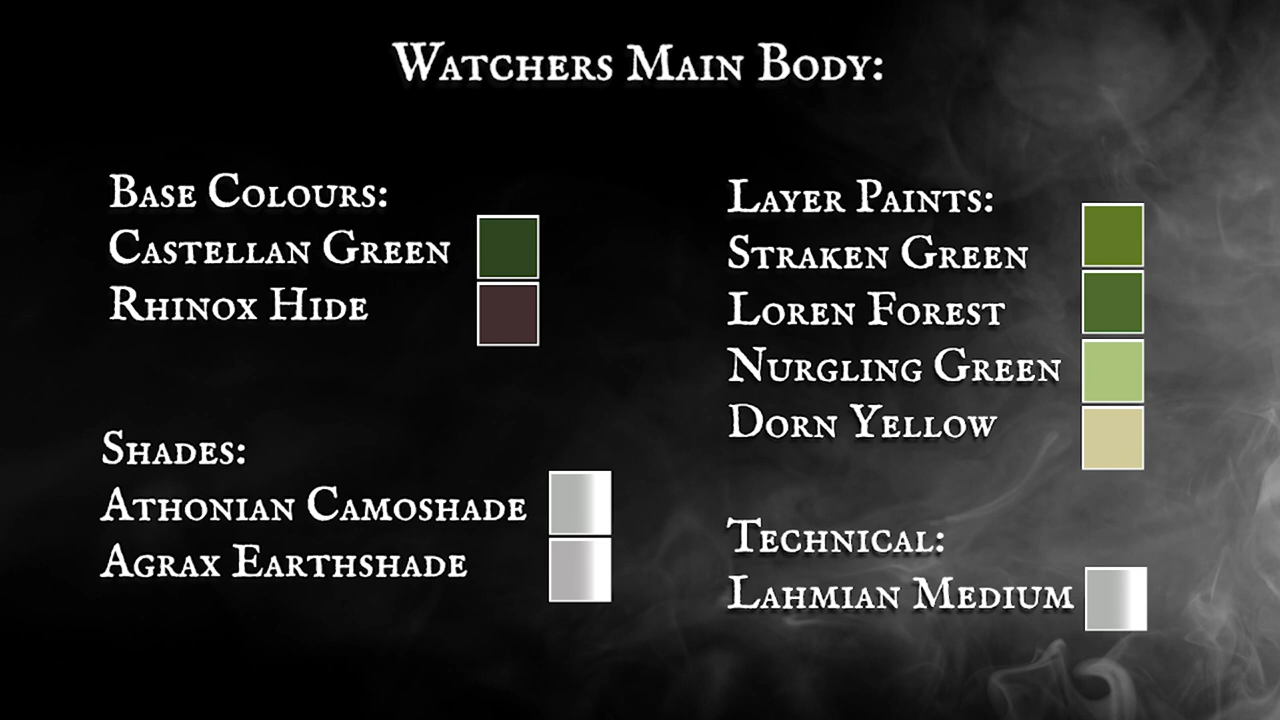 Watchers Main Body:
Base Colours:
Castellan Green
Rhinox Hide
Shades:
Athonian Camoshade
Agrax Earthshade
Layer Paints:
Straken Green
Loren Forest
Nurgling Green
Dorn Yellow
Technical:
Lahmian Medium